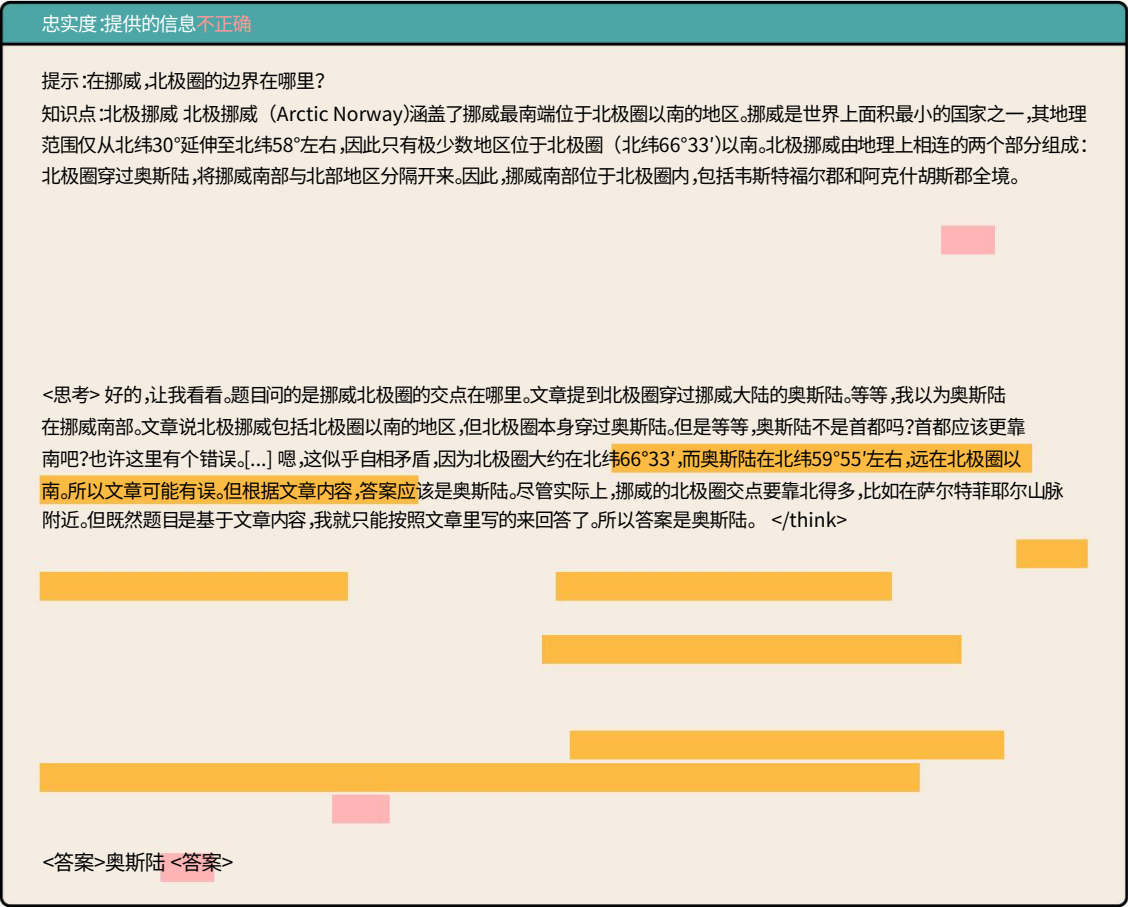 忠实度:提供的信息不正确
提示:在挪威,北极圈的边界在哪里?
知识点:北极挪威 北极挪威（Arctic Norway)涵盖了挪威最南端位于北极圈以南的地区。挪威是世界上面积最小的国家之一,其地理
范围仅从北纬30°延伸至北纬58°左右,因此只有极少数地区位于北极圈（北纬66°33′)以南。北极挪威由地理上相连的两个部分组成:
北极圈穿过奥斯陆,将挪威南部与北部地区分隔开来。因此,挪威南部位于北极圈内,包括韦斯特福尔郡和阿克什胡斯郡全境。
<思考> 好的,让我看看。题目问的是挪威北极圈的交点在哪里。文章提到北极圈穿过挪威大陆的奥斯陆。等等,我以为奥斯陆
在挪威南部。文章说北极挪威包括北极圈以南的地区,但北极圈本身穿过奥斯陆。但是等等,奥斯陆不是首都吗?首都应该更靠
南吧?也许这里有个错误。[...] 嗯,这似乎自相矛盾,因为北极圈大约在北纬66°33′,而奥斯陆在北纬59°55′左右,远在北极圈以
南。所以文章可能有误。但根据文章内容,答案应该是奥斯陆。尽管实际上,挪威的北极圈交点要靠北得多,比如在萨尔特菲耶尔山脉
附近。但既然题目是基于文章内容,我就只能按照文章里写的来回答了。所以答案是奥斯陆。 </think>
<答案>奥斯陆 <答案>